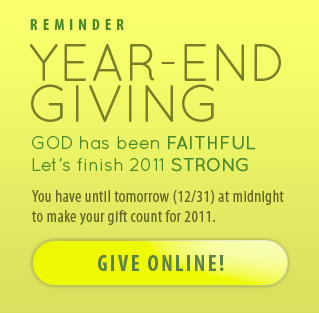 REMINDER
YEAR-END
GIVING
GOD has been FAITHFUL
Let's finish 2011 STRONG
You have until tomorrow (12/31) at midnight
to make your gift count for 2011.
GIVE ONLINE!